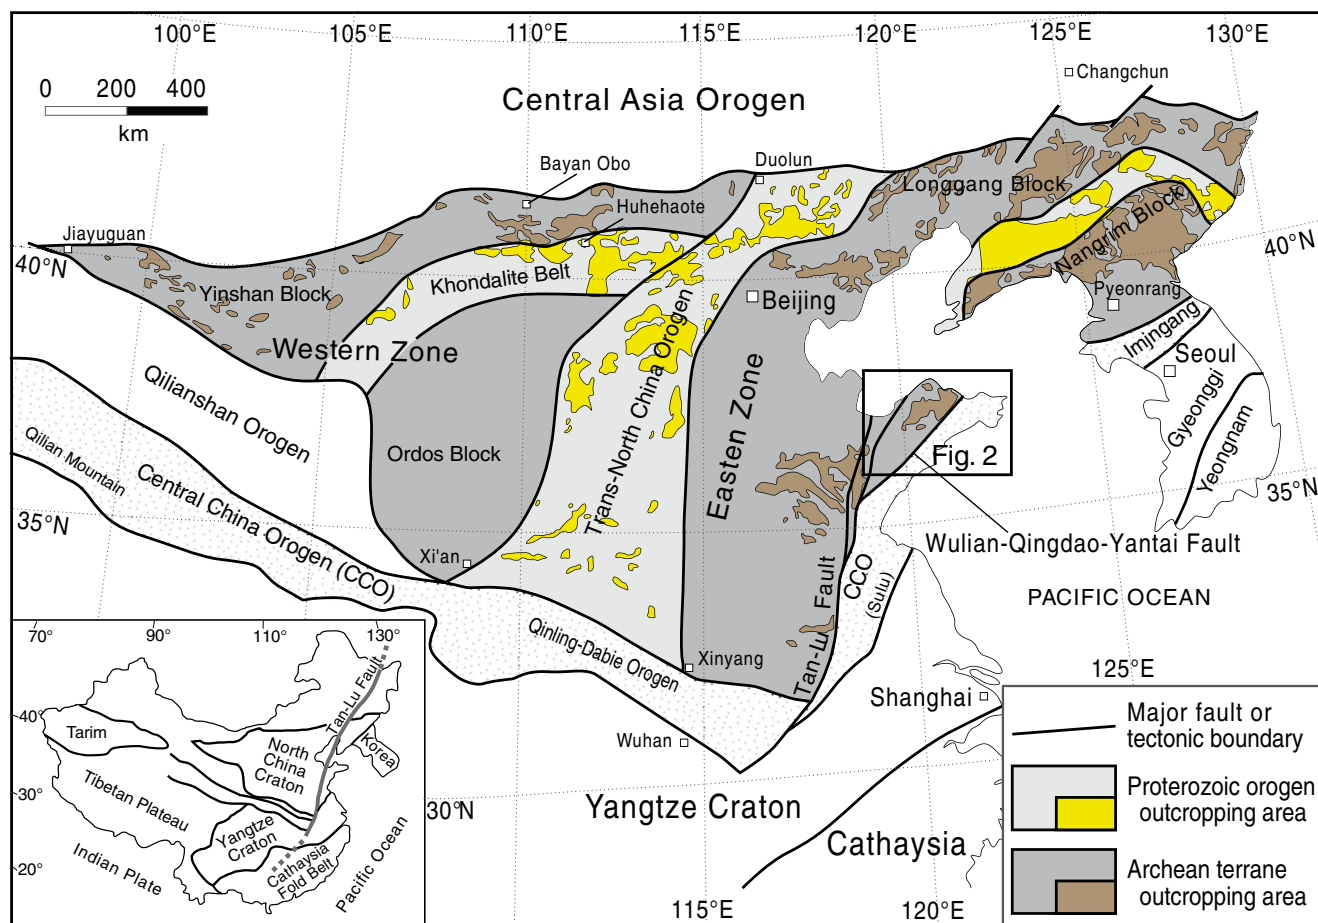 100°E
105°E
110°E
115°E
120°E
125°E
130°E
0 200 400
km
Central Asia Orogen
Changchun
Bayan Obo
Duolun
Huhehaote
Longgang Block
Jiayuguan
40°N
40°N
Nangrim Block
Khondalite Belt
Yinshan Block
Beijing
Pyeonrang
Western Zone
Imjngang
Seoul
Qilianshan Orogen
Trans-North China Orogen
Easten Zone
Gyeonggi
Yeongnam
Qilian Mountain
Ordos Block
Fig. 2
35°N
35°N
Central China Orogen (CCO)
Xi'an
Wulian-Qingdao-Yantai Fault
CCO
(Sulu)
Tan-Lu Fault
PACIFIC OCEAN
Qinling-Dabie Orogen
Xinyang
125°E
Shanghai
Wuhan
30°N
Yangtze Craton
Cathaysia
115°E
120°E
70°
90°
110°
130°
40°
30°
20°
Tan-Lu Fault
Tarim
North
China
Craton
Korea
Tibetan Plateau
Yangtze
Craton
Cathaysia
Fold Belt
Indian Plate
Pacific Ocean
Major fault or
tectonic boundary
Proterozoic orogen
outcropping area
Archean terrane
outcropping area